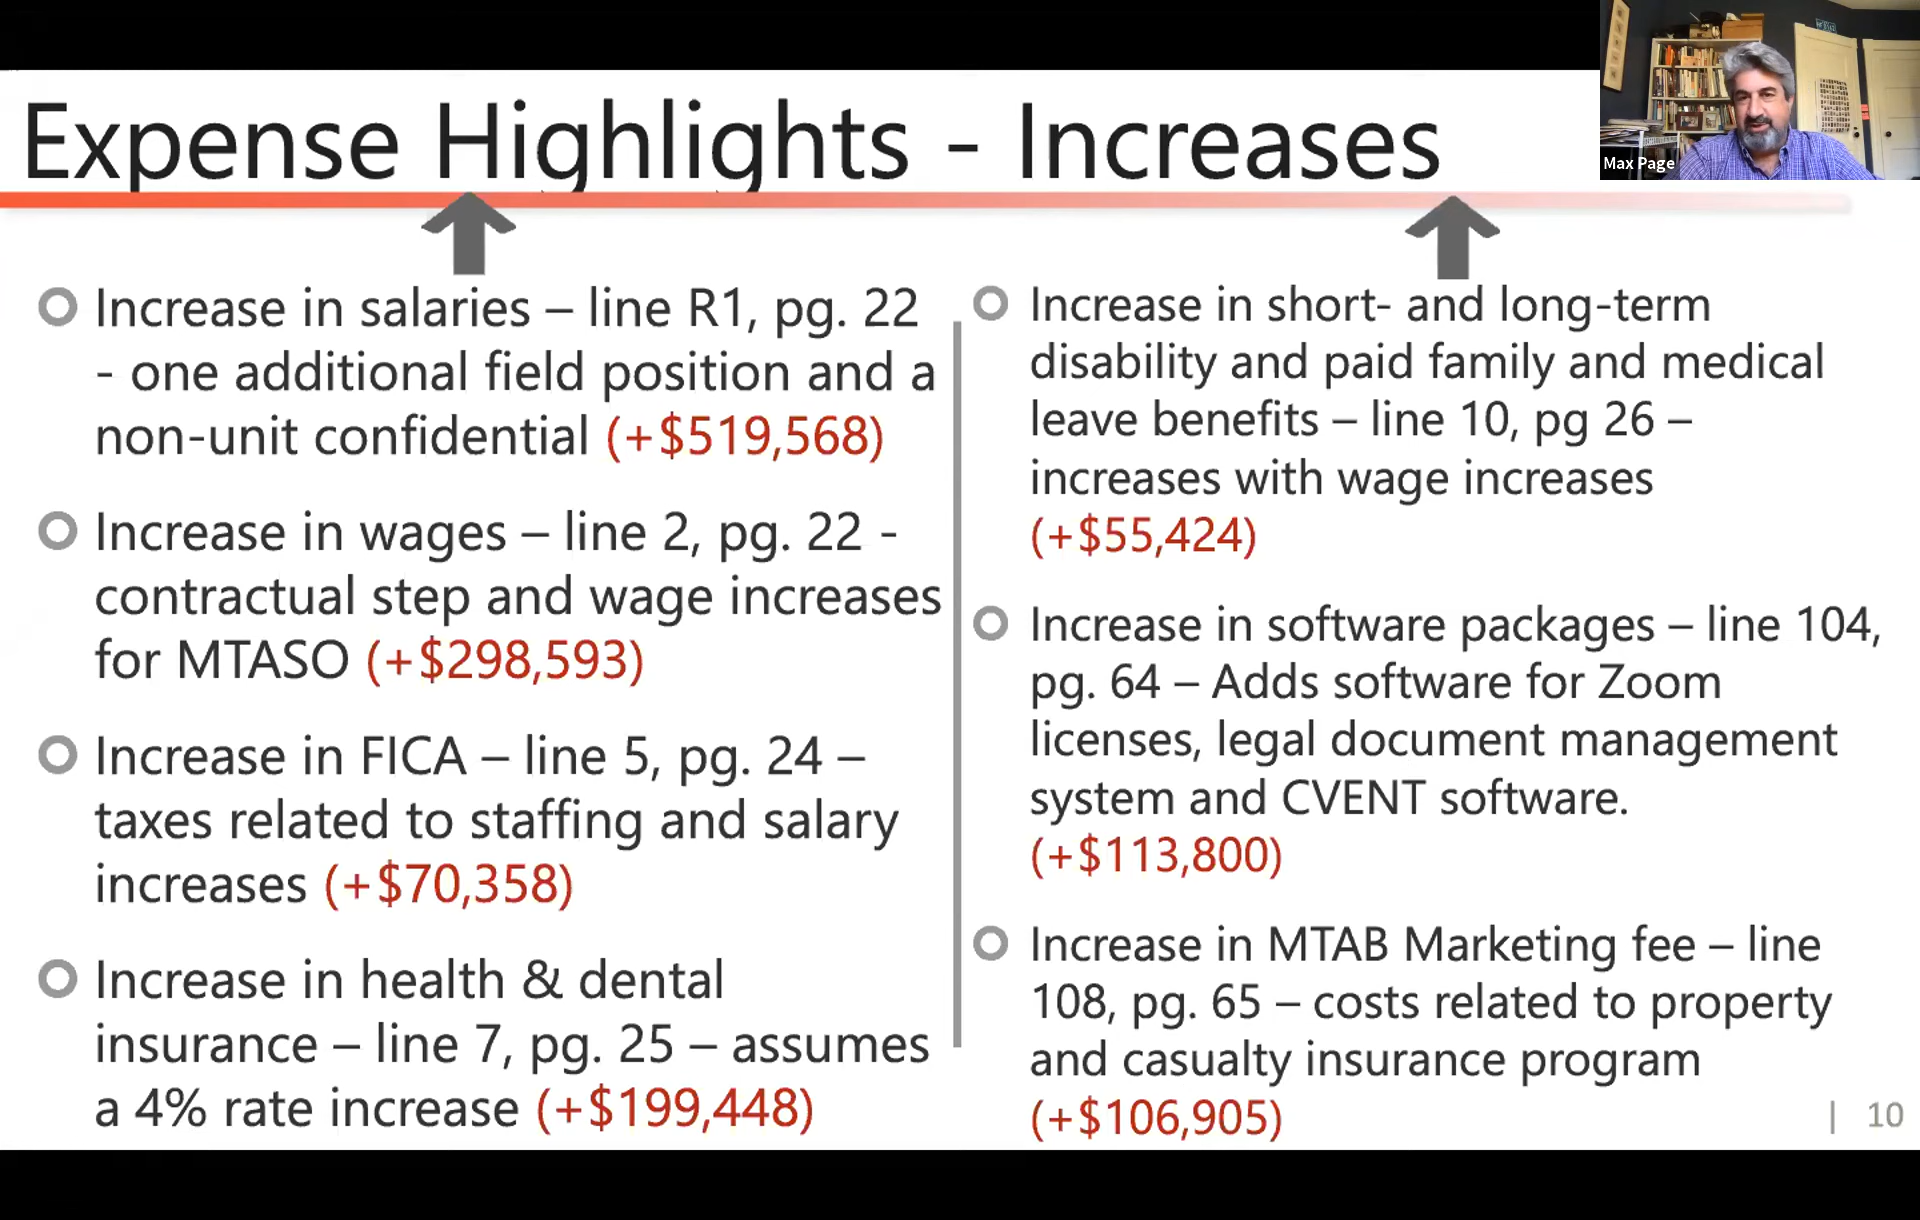 Expense Highlights - Increases
Max Page
Increase in salaries – line R1, pg. 22
- one additional field position and a
non-unit confidential (+$519,568)
Increase in wages – line 2, pg. 22 -
contractual step and wage increases
for MTASO (+$298,593)
Increase in FICA – line 5, pg. 24 –
taxes related to staffing and salary
increases (+$70,358)
Increase in health & dental
insurance – line 7, pg. 25 – assumes
a 4% rate increase (+$199,448)
Increase in short- and long-term
disability and paid family and medical
leave benefits – line 10, pg 26 –
increases with wage increases
(+$55,424)
Increase in software packages – line 104,
pg. 64 – Adds software for Zoom
licenses, legal document management
system and CVENT software.
(+$113,800)
Increase in MTAB Marketing fee – line
108, pg. 65 – costs related to property
and casualty insurance program
(+$106,905)
| 10